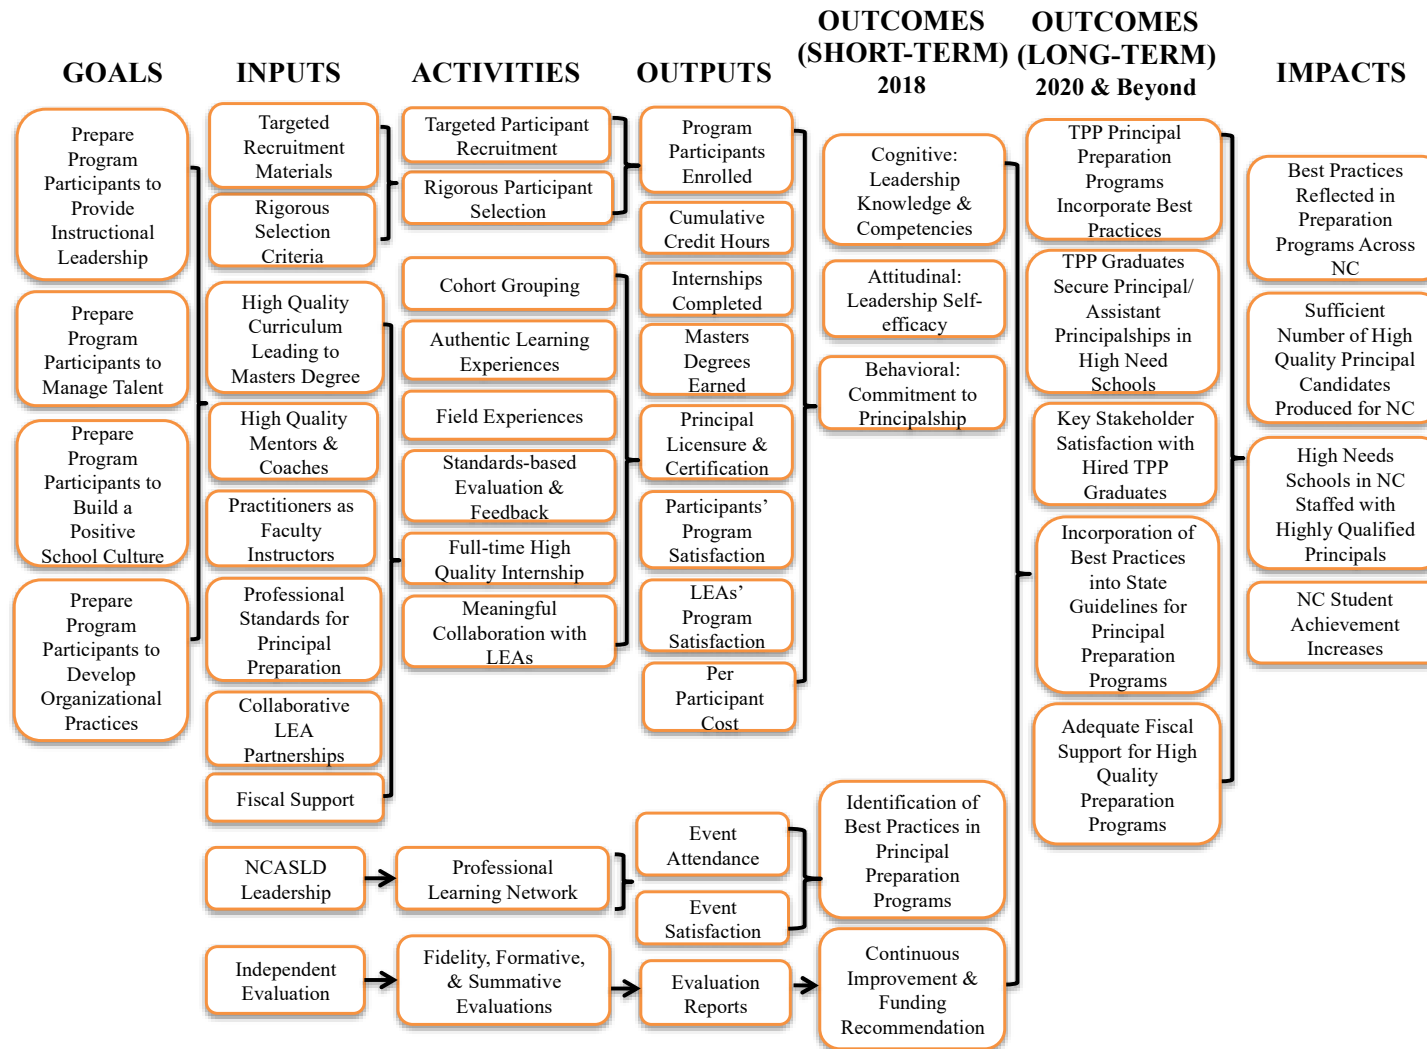 GOALS
Prepare
Program
Participants to
Provide
Instructional
Leadership
Prepare
Program
Participants to
Manage Talent
Prepare
Program
Participants to
Build a
Positive
School Culture
Prepare
Program
Participants to
Develop
Organizational
Practices
INPUTS
Targeted
Recruitment
Materials
Rigorous
Selection
Criteria
High Quality
Curriculum
Leading to
Masters Degree
High Quality
Mentors &
Coaches
Practitioners as
Faculty
Instructors
Professional
Standards for
Principal
Preparation
Collaborative
LEA
Partnerships
Fiscal Support
NCASLD
Leadership
Independent
Evaluation
ACTIVITIES
Targeted Participant
Recruitment
Rigorous Participant
Selection
Cohort Grouping
Authentic Learning
Experiences
Field Experiences
Standards-based
Evaluation &
Feedback
Full-time High
Quality Internship
Meaningful
Collaboration with
LEAs
Professional
Learning Network
Fidelity, Formative,
& Summative
Evaluations
OUTPUTS
Program
Participants
Enrolled
Cumulative
Credit Hours
Internships
Completed
Masters
Degrees
Earned
Principal
Licensure &
Certification
Participants’
Program
Satisfaction
LEAs’
Program
Satisfaction
Per
Participant
Cost
Event
Attendance
Event
Satisfaction
Evaluation
Reports
OUTCOMES
(SHORT-TERM)
2018
Cognitive:
Leadership
Knowledge &
Competencies
Attitudinal:
Leadership Self-
efficacy
Behavioral:
Commitment to
Principalship
Identification of
Best Practices in
Principal
Preparation
Programs
Continuous
Improvement &
Funding
Recommendation
OUTCOMES
(LONG-TERM)
2020 & Beyond
TPP Principal
Preparation
Programs
Incorporate Best
Practices
TPP Graduates
Secure Principal/
Assistant
Principalships in
High Need
Schools
Key Stakeholder
Satisfaction with
Hired TPP
Graduates
Incorporation of
Best Practices
into State
Guidelines for
Principal
Preparation
Programs
Adequate Fiscal
Support for High
Quality
Preparation
Programs
IMPACTS
Best Practices
Reflected in
Preparation
Programs Across
NC
Sufficient
Number of High
Quality Principal
Candidates
Produced for NC
High Needs
Schools in NC
Staffed with
Highly Qualified
Principals
NC Student
Achievement
Increases